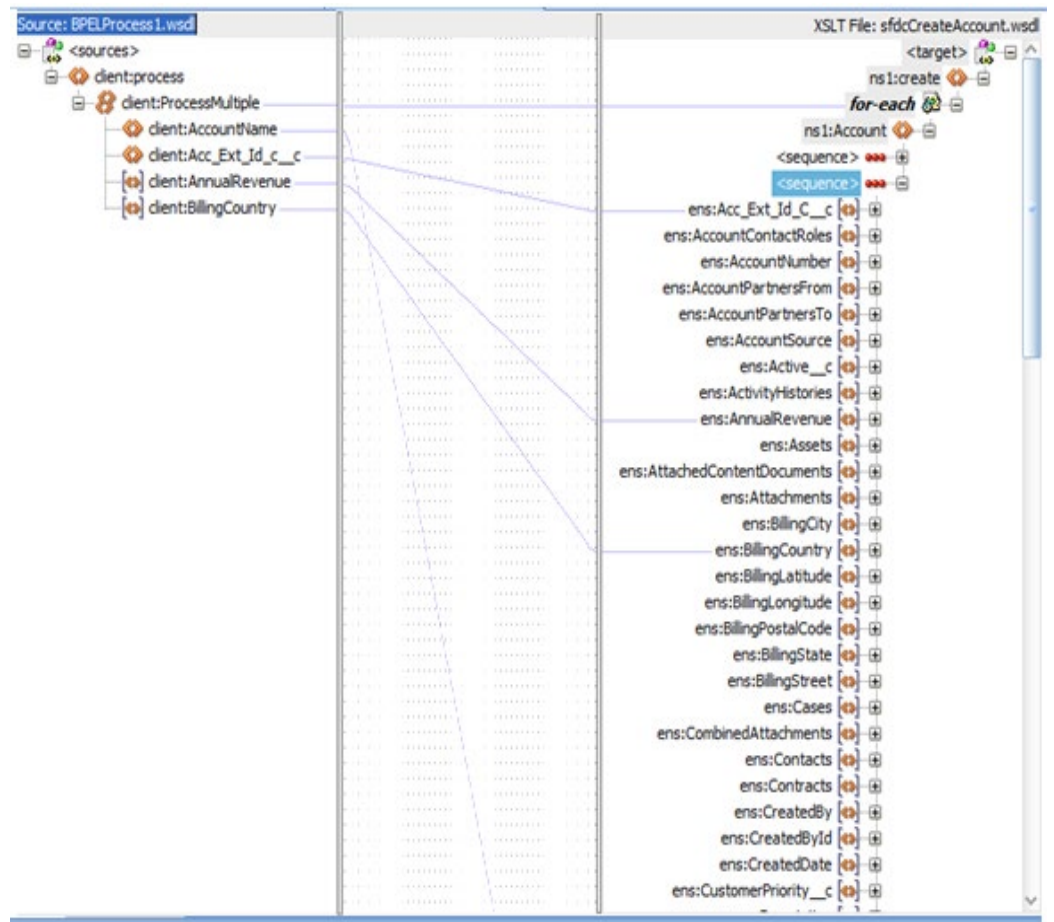 Source: BPELProcess1.wsdl
<sources>
client:process
client:ProcessMultiple
client:AccountName
client:Acc_Ext_Id_c__c
client:AnnualRevenue
client:BillingCountry
XSLT File: sfdcCreateAccount.wsdl
<target>
ns1:create
for-each
ns1:Account
<sequence>
<sequence>
ens:Acc_Ext_Id_C__c
ens:AccountContactRoles
ens:AccountNumber
ens:AccountPartnersFrom
ens:AccountPartnersTo
ens:AccountSource
ens:Active__c
ens:ActivityHistories
ens:AnnualRevenue
ens:Assets
ens:AttachedContentDocuments
ens:Attachments
ens:BillingCity
ens:BillingCountry
ens:BillingLatitude
ens:BillingLongitude
ens:BillingPostalCode
ens:BillingState
ens:BillingStreet
ens:Cases
ens:CombinedAttachments
ens:Contacts
ens:Contracts
ens:CreatedBy
ens:CreatedById
ens:CreatedDate
ens:CustomerPriority__c